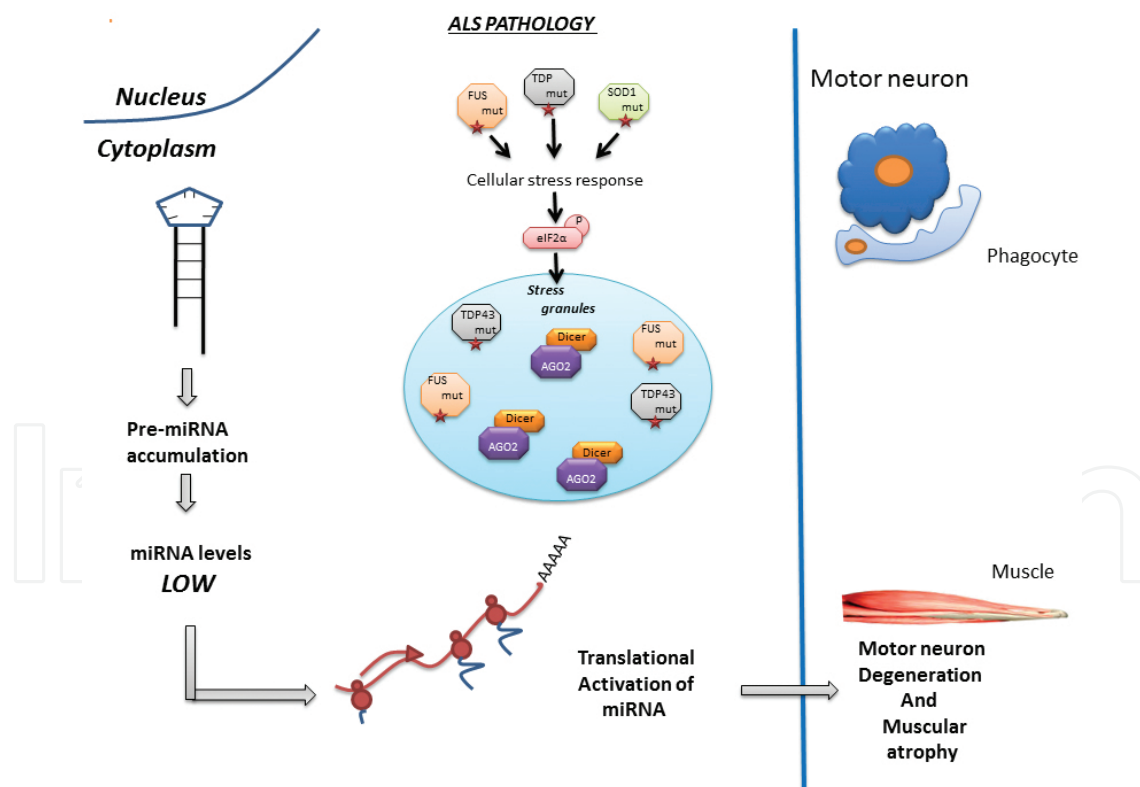 ALS PATHOLOGY
Nucleus
Cytoplasm
FUS
mut
TDP
mut
SOD1
mut
Cellular stress response
P
eIF2α
Stress
granules
TDP43
mut
Dicer
AGO2
FUS
mut
FUS
mut
TDP43
mut
Dicer
AGO2
Dicer
AGO2
Pre-miRNA
accumulation
miRNA levels
LOW
AAAAA
Translational
Activation of
miRNA
Motor neuron
Phagocyte
Muscle
Motor neuron
Degeneration
And
Muscular
atrophy